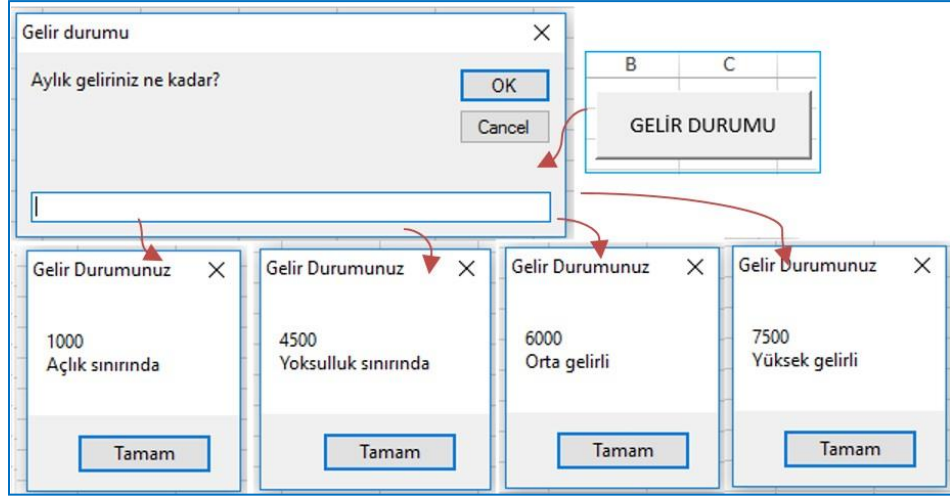 Gelir durumu
Aylık geliriniz ne kadar?
OK
Cancel
B C
GELİR DURUMU
Gelir Durumunuz
1000
Açlık sınırında
Tamam
Gelir Durumunuz
4500
Yoksulluk sınırında
Tamam
Gelir Durumunuz
6000
Orta gelirli
Tamam
Gelir Durumunuz
7500
Yüksek gelirli
Tamam